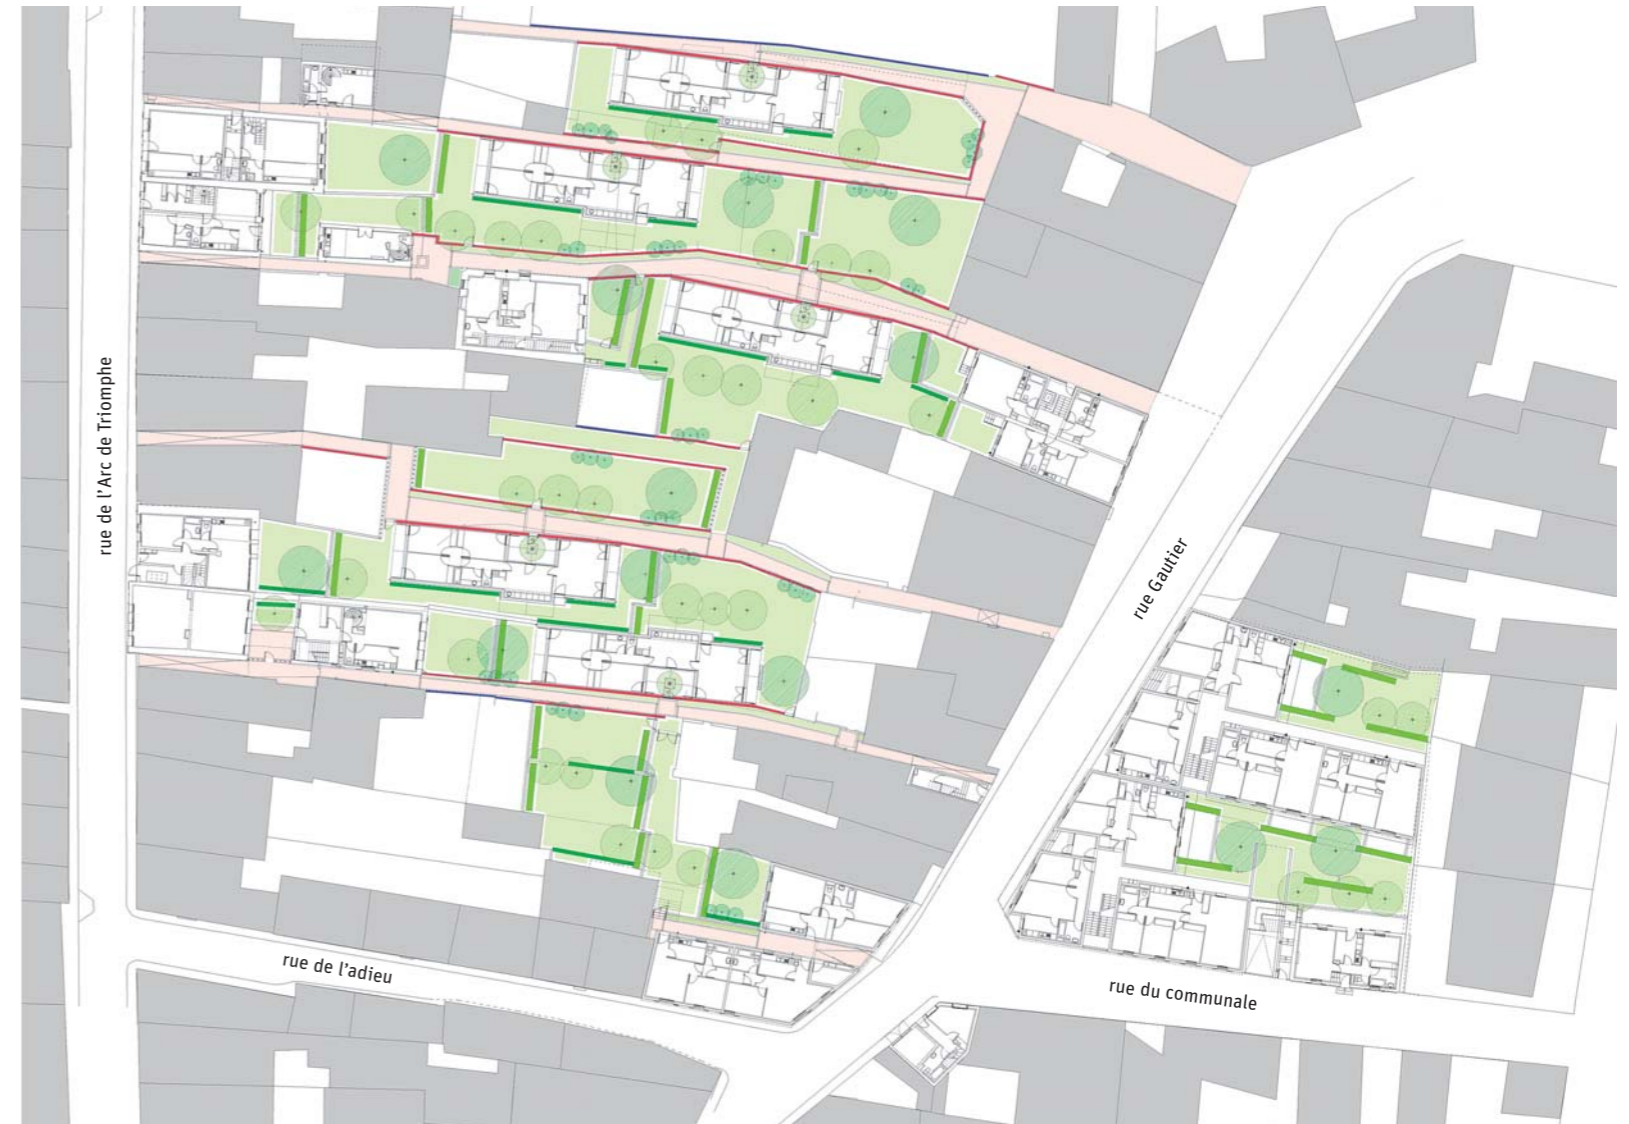 rue de l'Arc de Triomphe
rue Gautier
rue de l'adieu
rue du communale